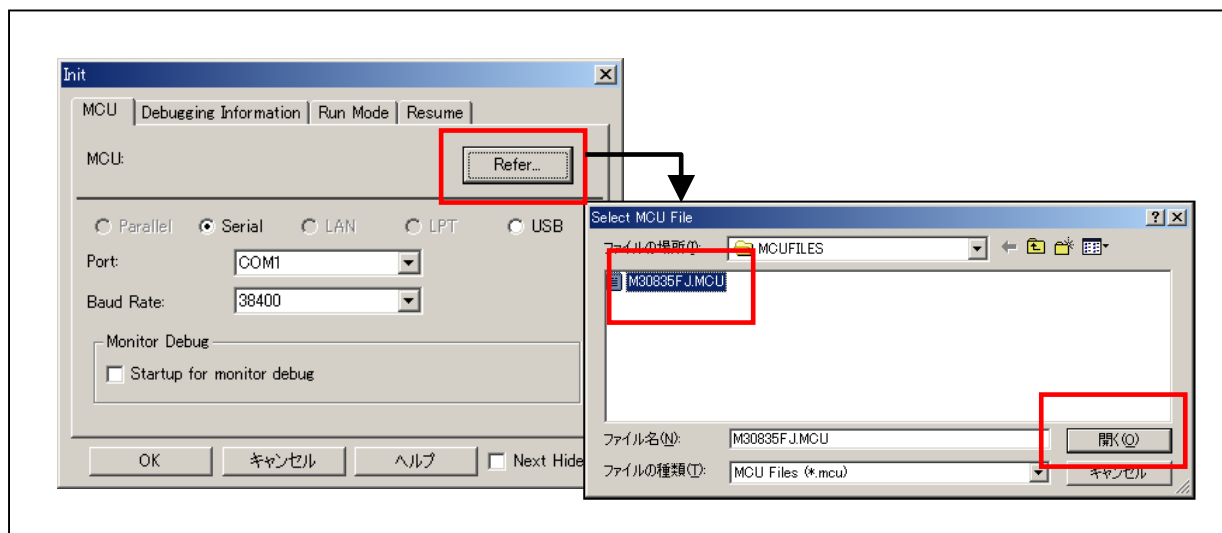 Init
MCU Debugging Information Run Mode Resume
MCU:
Refer...
Parallel Serial LAN LPT USB
Port: COM1
Baud Rate: 38400
Monitor Debug
Startup for monitor debug
OK キャンセル ヘルプ Next Hide
Select MCU File
ファイルの場所(I): MCUFILES
M30835FJ.MCU
ファイル名(N): M30835FJ.MCU 開く(O)
ファイルの種類(T): MCU Files (*.mcu) キャンセル